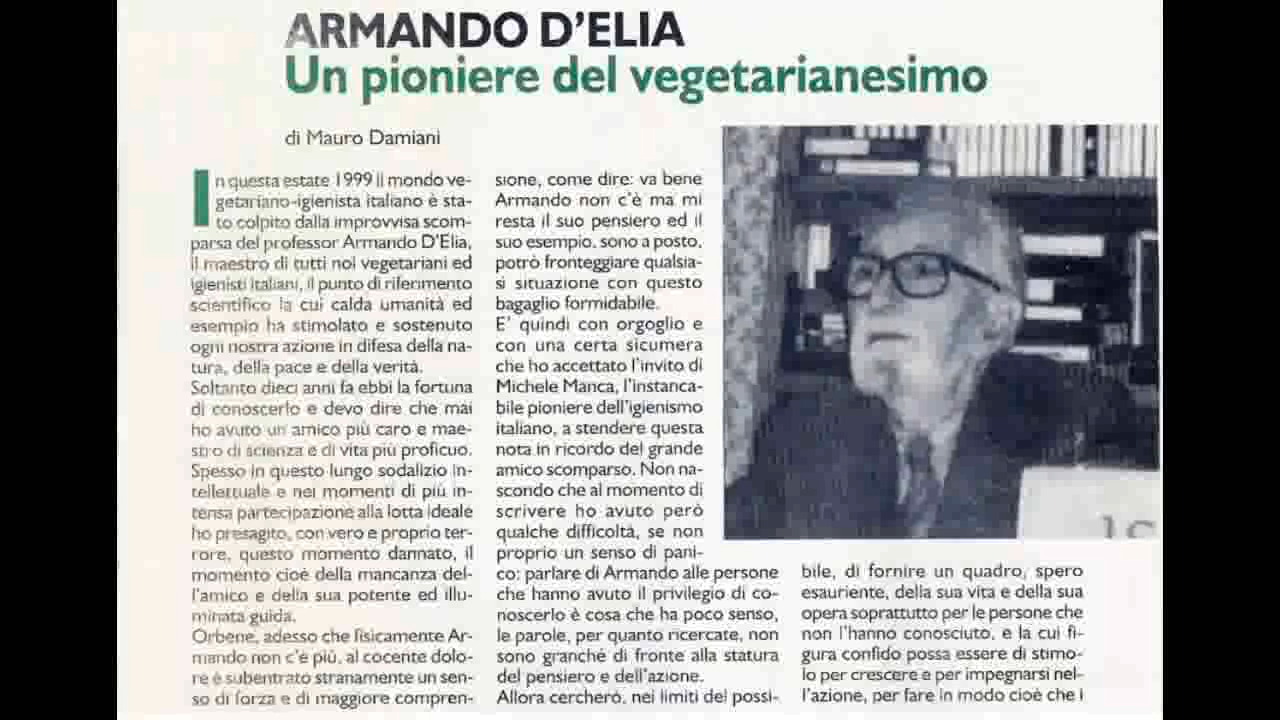 ARMANDO D'ELIA
Un pioniere del vegetarianesimo
di Mauro Damiani
In questa estate 1999 il mondo ve-
getariano-igienista italiano è sta-
to colpito dalla improvvisa scom-
parsa del professor Armando D'Elia,
il maestro di tutti noi vegetariani ed
igienisti italiani, il punto di riferimento
scientifico la cui calda umanità ed
esempio ha stimolato e sostenuto
ogni nostra azione in difesa della na-
tura, della pace e della verità.
Soltanto dieci anni fa ebbi la fortuna
di conoscerlo e devo dire che mai
ho avuto un amico più caro e mae-
stro di scienza e di vita più proficuo.
Spesso in questo lungo sodalizio in-
tellettuale e nei momenti di più in-
tensa partecipazione alla lotta ideale
ho presagito, con vero e proprio ter-
rore, questo momento dannato, il
momento cioè della mancanza del-
l'amico e della sua potente ed illu-
minata guida.
Orbene, adesso che fisicamente Ar-
mando non c'è più, al cocente dolo-
re è subentrato stranamente un sen-
so di forza e di maggiore compren-
sione, come dire: va bene
Armando non c'è ma mi
resta il suo pensiero ed il
suo esempio, sono a posto,
potrò fronteggiare qualsia-
si situazione con questo
bagaglio formidabile.
E' quindi con orgoglio e
con una certa sicumera
che ho accettato l'invito di
Michele Manca, l'instanca-
bile pioniere dell'igienismo
italiano, a stendere questa
nota in ricordo del grande
amico scomparso. Non na-
scondo che al momento di
scrivere ho avuto però
qualche difficoltà, se non
proprio un senso di pani-
co: parlare di Armando alle persone
che hanno avuto il privilegio di co-
noscerlo è cosa che ha poco senso,
le parole, per quanto ricercate, non
sono granché di fronte alla statura
del pensiero e dell'azione.
Allora cercherò, nei limiti del possi-
bile, di fornire un quadro, spero
esauriente, della sua vita e della sua
opera soprattutto per le persone che
non l'hanno conosciuto, e la cui fi-
gura confido possa essere di stimo-
lo per crescere e per impegnarsi nel-
l'azione, per fare in modo cioè che i